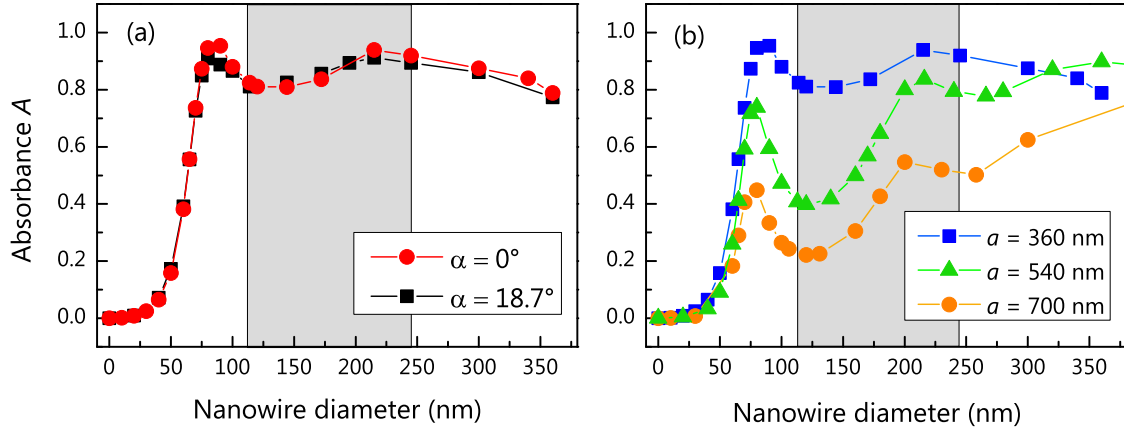 (a)
1.0
0.8
0.6
0.4
0.2
0.0
Absorbance A
α = 0°
α = 18.7°
0 50 100 150 200 250 300 350
Nanowire diameter (nm)
(b)
1.0
0.8
0.6
0.4
0.2
0.0
a = 360 nm
a = 540 nm
a = 700 nm
0 50 100 150 200 250 300 350
Nanowire diameter (nm)